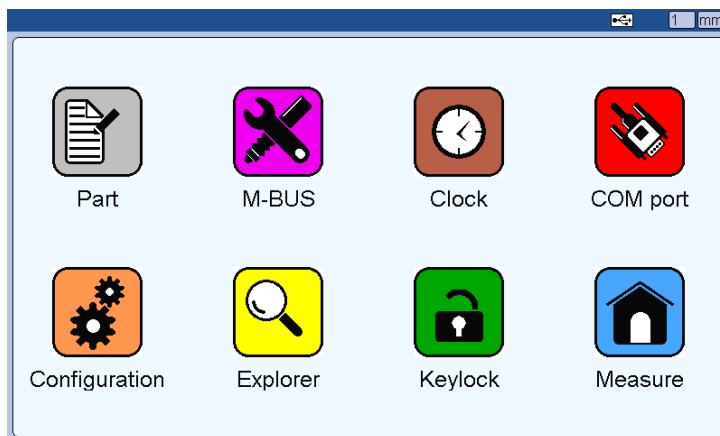 1 mm
Part M-BUS Clock COM port
Configuration Explorer Keylock Measure